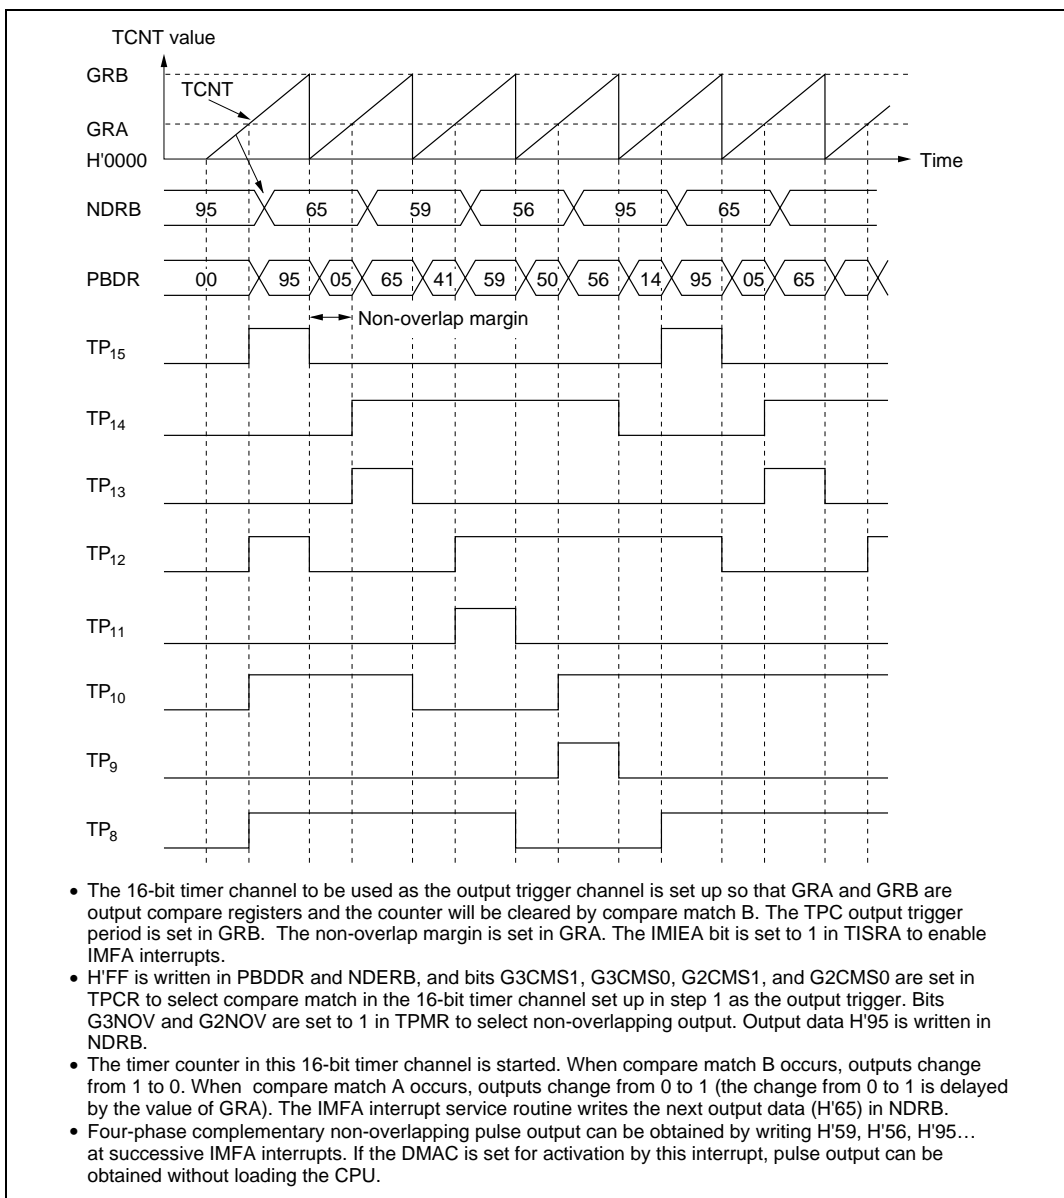 TCNT value
GRB
TCNT
GRA
H'0000
Time
NDRB 95 65 59 56 95 65
PBDR 00 95 05 65 41 59 50 56 14 95 05 65
Non-overlap margin
TP15
TP14
TP13
TP12
TP11
TP10
TP9
TP8
• The 16-bit timer channel to be used as the output trigger channel is set up so that GRA and GRB are
output compare registers and the counter will be cleared by compare match B. The TPC output trigger
period is set in GRB. The non-overlap margin is set in GRA. The IMIEA bit is set to 1 in TISRA to enable
IMFA interrupts.
• H'FF is written in PBDDR and NDERB, and bits G3CMS1, G3CMS0, G2CMS1, and G2CMS0 are set in
TPCR to select compare match in the 16-bit timer channel set up in step 1 as the output trigger. Bits
G3NOV and G2NOV are set to 1 in TPMR to select non-overlapping output. Output data H'95 is written in
NDRB.
• The timer counter in this 16-bit timer channel is started. When compare match B occurs, outputs change
from 1 to 0. When compare match A occurs, outputs change from 0 to 1 (the change from 0 to 1 is delayed
by the value of GRA). The IMFA interrupt service routine writes the next output data (H'65) in NDRB.
• Four-phase complementary non-overlapping pulse output can be obtained by writing H'59, H'56, H'95…
at successive IMFA interrupts. If the DMAC is set for activation by this interrupt, pulse output can be
obtained without loading the CPU.